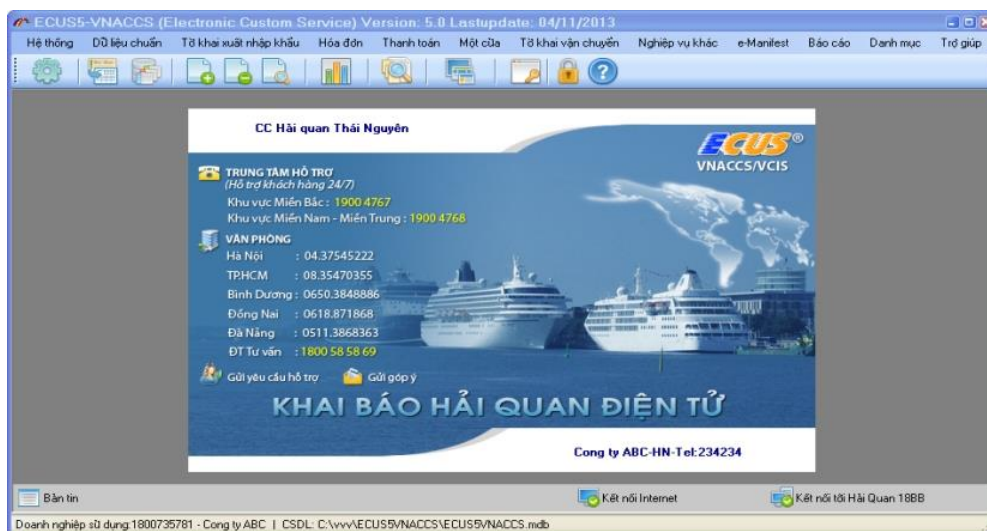 ECUS5-VNACCS (Electronic Custom Service) Version: 5.0 Lastupdate: 04/11/2013
Hệ thống Dữ liệu chuẩn Tờ khai xuất nhập khẩu Hóa đơn Thanh toán Một cửa Tờ khai vận chuyển Nghiệp vụ khác e-Manifest Báo cáo Danh mục Trợ giúp
CC Hải quan Thái Nguyên
ECUS®
VNACCS/VCIS
TRUNG TÂM HỖ TRỢ
(Hỗ trợ khách hàng 24/7)
Khu vực Miền Bắc : 1900 4767
Khu vực Miền Nam - Miền Trung : 1900 4768
VĂN PHÒNG
Hà Nội : 04.37545222
TP.HCM : 08.35470355
Bình Dương : 0650.3848886
Đồng Nai : 0618.871868
Đà Nẵng : 0511.3868363
ĐT Tư vấn : 1800 58 58 69
Gửi yêu cầu hỗ trợ Gửi góp ý
KHAI BÁO HẢI QUAN ĐIỆN TỬ
Cong ty ABC-HN-Tel:234234
Bản tin Kết nối Internet Kết nối tới Hải Quan 18BB
Doanh nghiệp sử dụng:1800735781 - Cong ty ABC | CSDL: C:\vvv\ECUS5VNACCS\ECUS5VNACCS.mdb